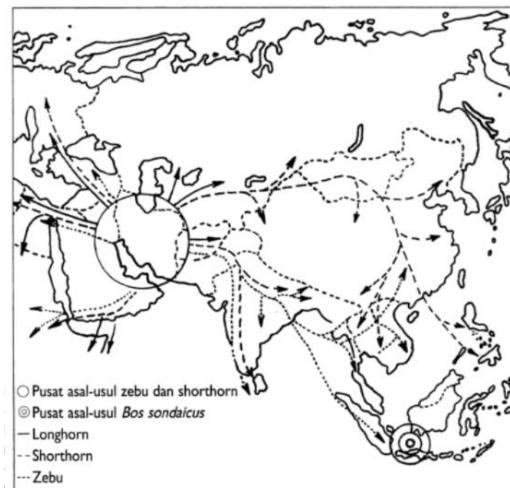 Pusat asal-usul zebu dan shorthorn
Pusat asal-usul Bos sondaicus
Longhorn
Shorthorn
Zebu